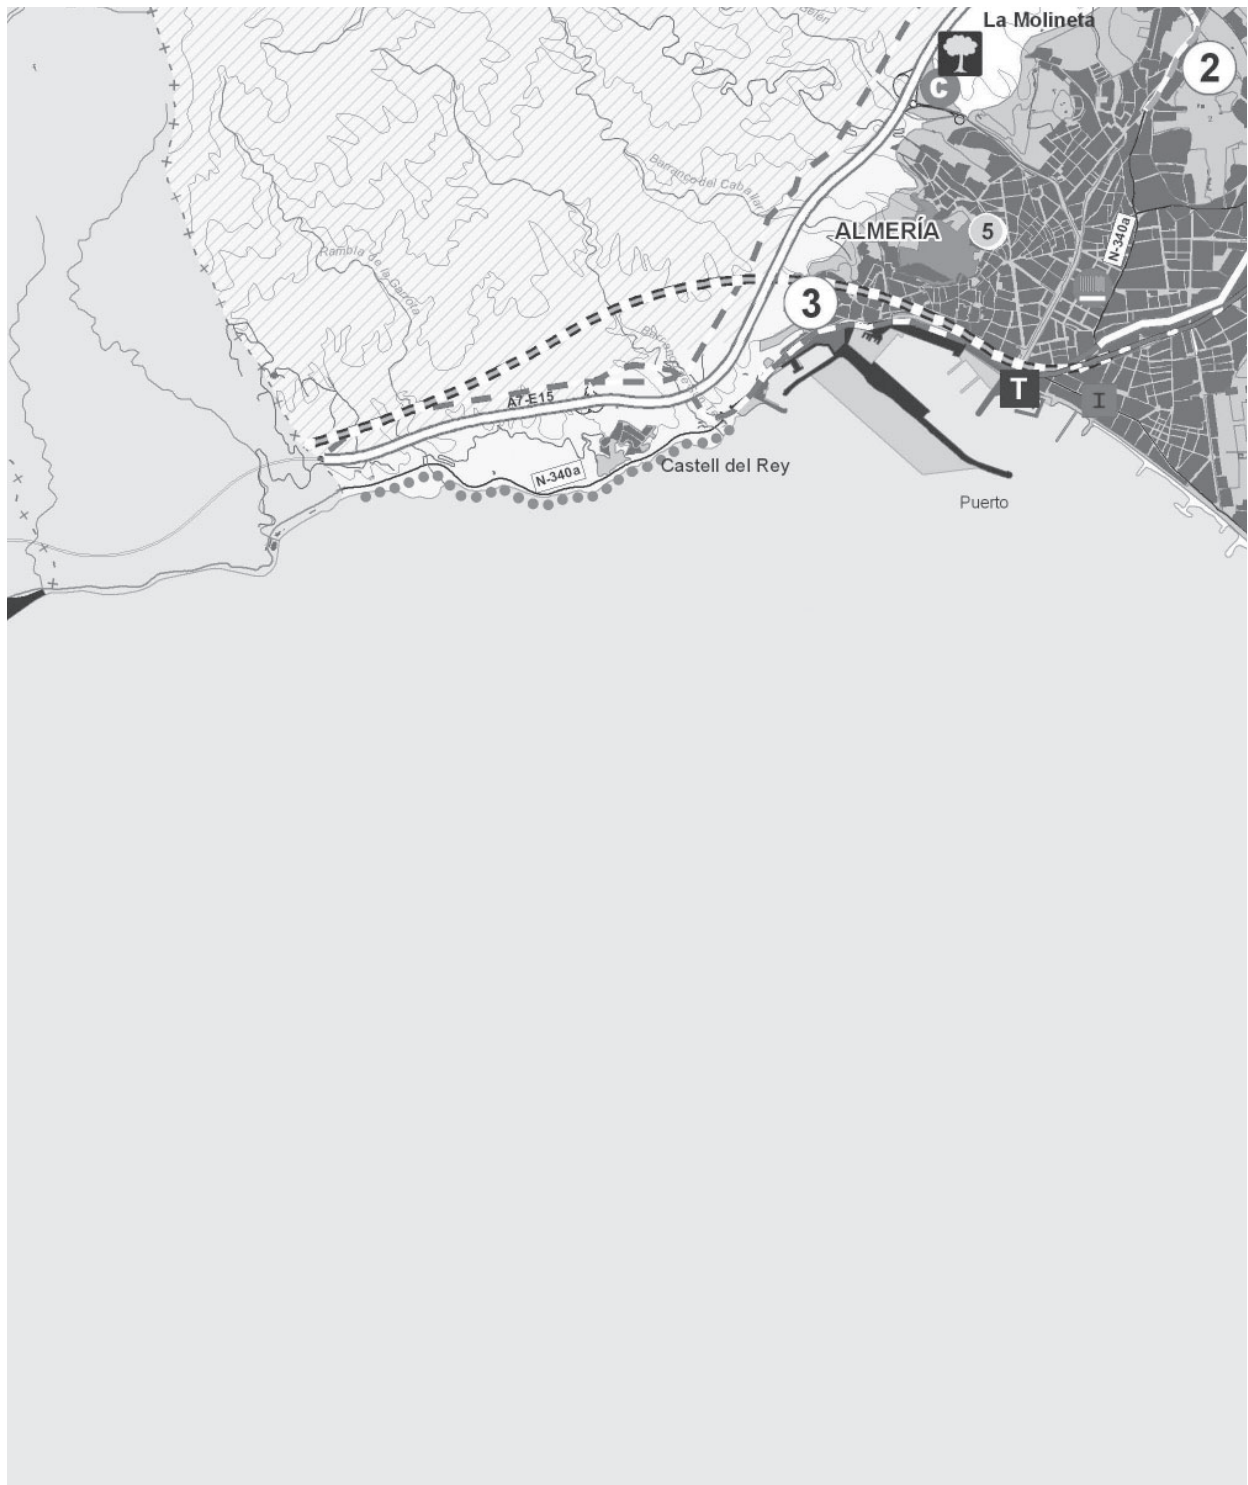 La Molineta
2
C
Barranco del Caballar
ALMERÍA
5
N-340a
Rambla de la Garrofa
3
T
I
A7-E15
Castell del Rey
N-340a
Puerto